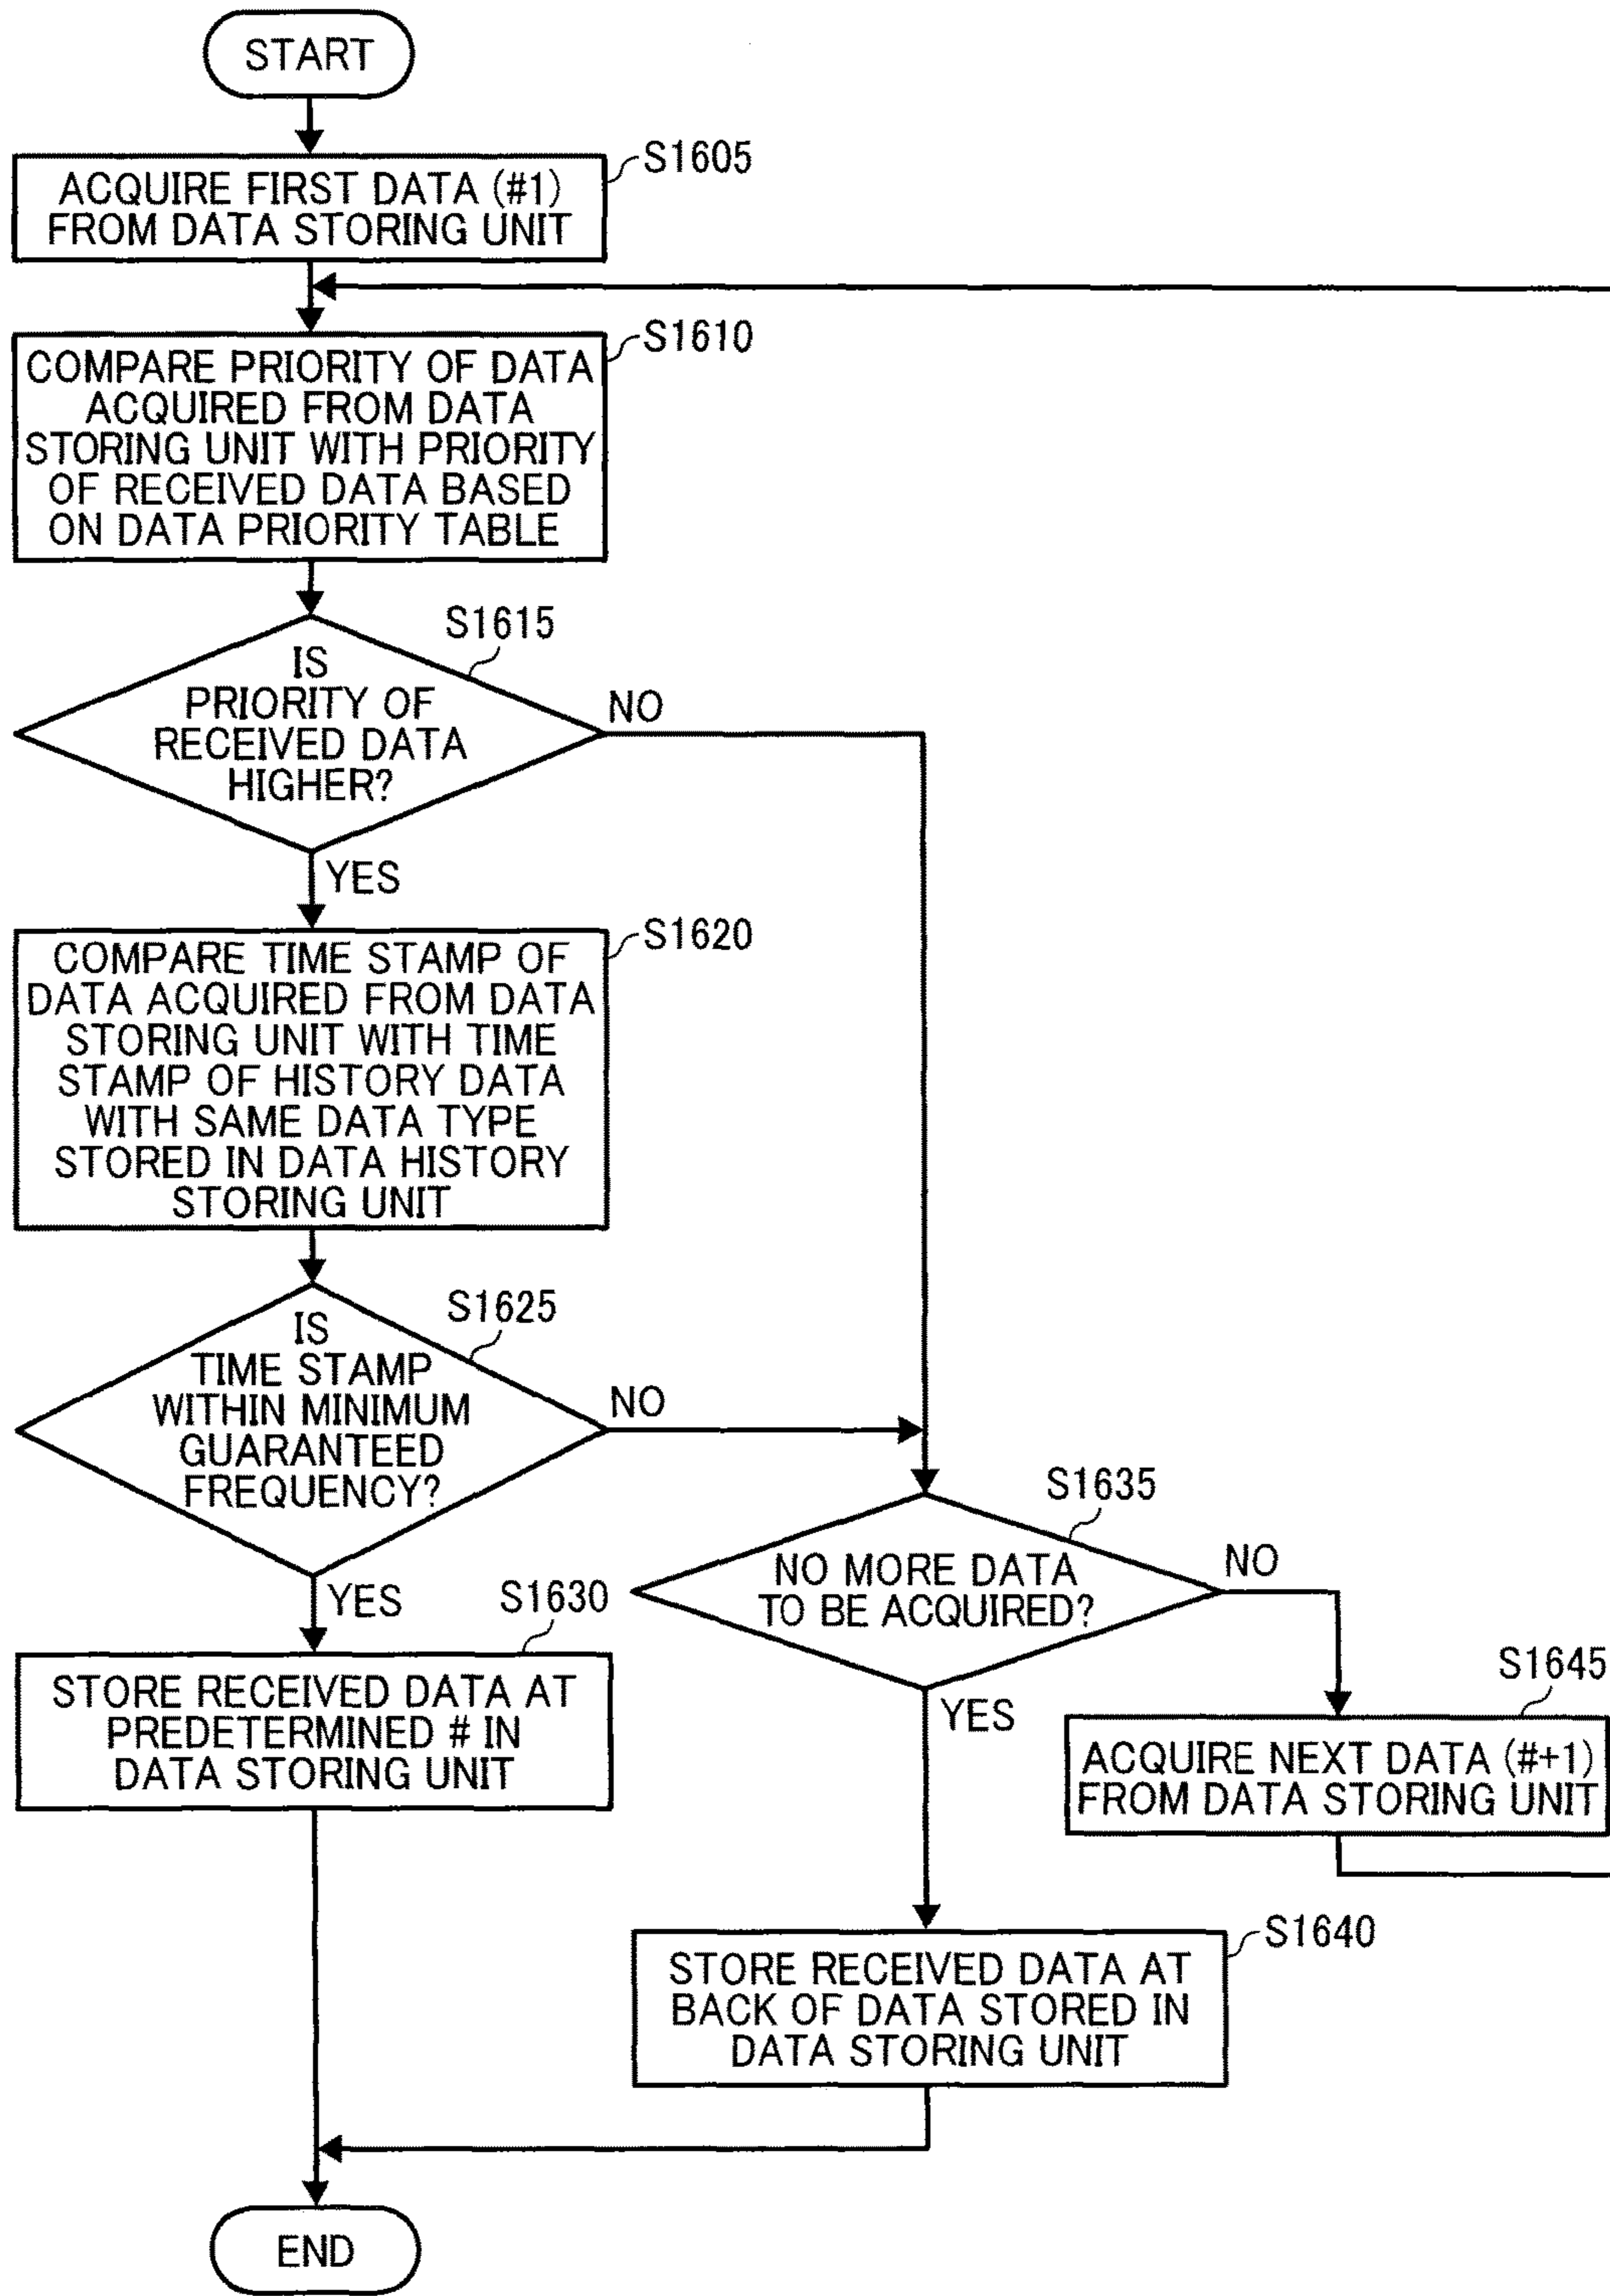 START
S1605
ACQUIRE FIRST DATA (#1)
FROM DATA STORING UNIT
S1610
COMPARE PRIORITY OF DATA
ACQUIRED FROM DATA
STORING UNIT WITH PRIORITY
OF RECEIVED DATA BASED
ON DATA PRIORITY TABLE
S1615
IS
PRIORITY OF
RECEIVED DATA
HIGHER?
NO
YES
S1620
COMPARE TIME STAMP OF
DATA ACQUIRED FROM DATA
STORING UNIT WITH TIME
STAMP OF HISTORY DATA
WITH SAME DATA TYPE
STORED IN DATA HISTORY
STORING UNIT
S1625
IS
TIME STAMP
WITHIN MINIMUM
GUARANTEED
FREQUENCY?
NO
YES
S1630
STORE RECEIVED DATA AT
PREDETERMINED # IN
DATA STORING UNIT
S1635
NO MORE DATA
TO BE ACQUIRED?
NO
YES
S1645
ACQUIRE NEXT DATA (#+1)
FROM DATA STORING UNIT
S1640
STORE RECEIVED DATA AT
BACK OF DATA STORED IN
DATA STORING UNIT
END